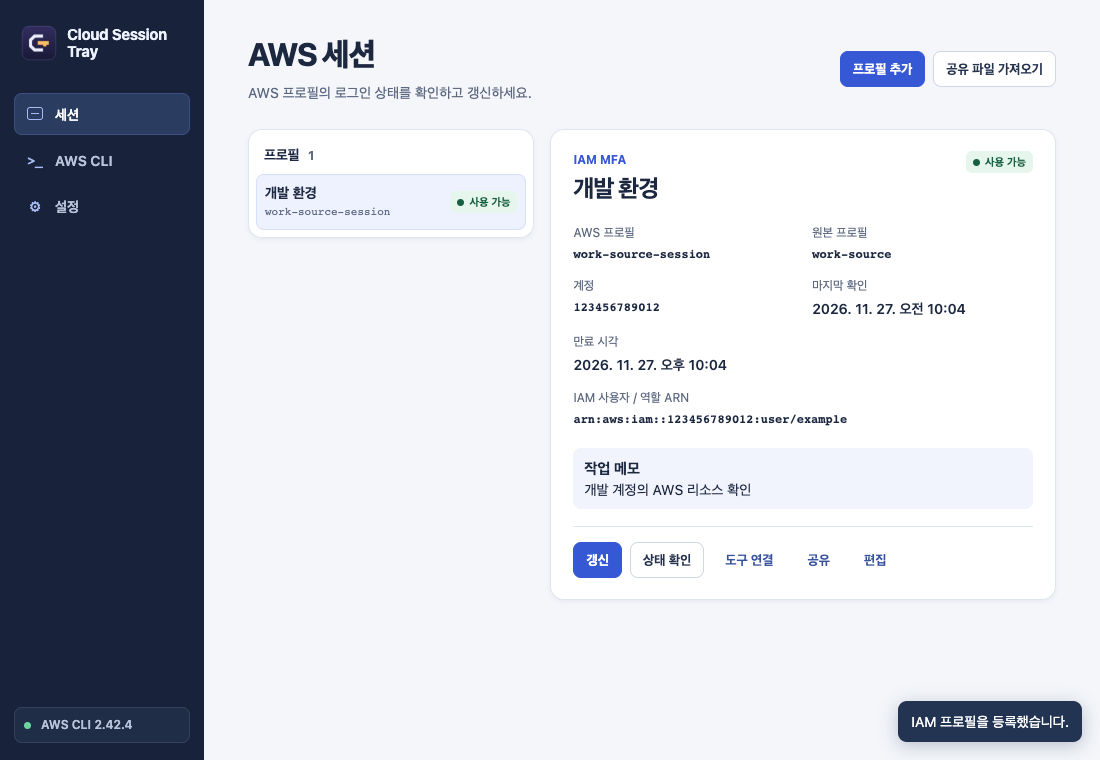 Cloud Session
Tray
세션
>_ AWS CLI
설정
AWS CLI 2.42.4
AWS 세션
AWS 프로필의 로그인 상태를 확인하고 갱신하세요.
프로필 추가
공유 파일 가져오기
프로필 1
개발 환경
work-source-session
사용 가능
IAM MFA
개발 환경
사용 가능
AWS 프로필
work-source-session
원본 프로필
work-source
계정
123456789012
마지막 확인
2026. 11. 27. 오전 10:04
만료 시각
2026. 11. 27. 오후 10:04
IAM 사용자 / 역할 ARN
arn:aws:iam::123456789012:user/example
작업 메모
개발 계정의 AWS 리소스 확인
갱신
상태 확인
도구 연결
공유
편집
IAM 프로필을 등록했습니다.